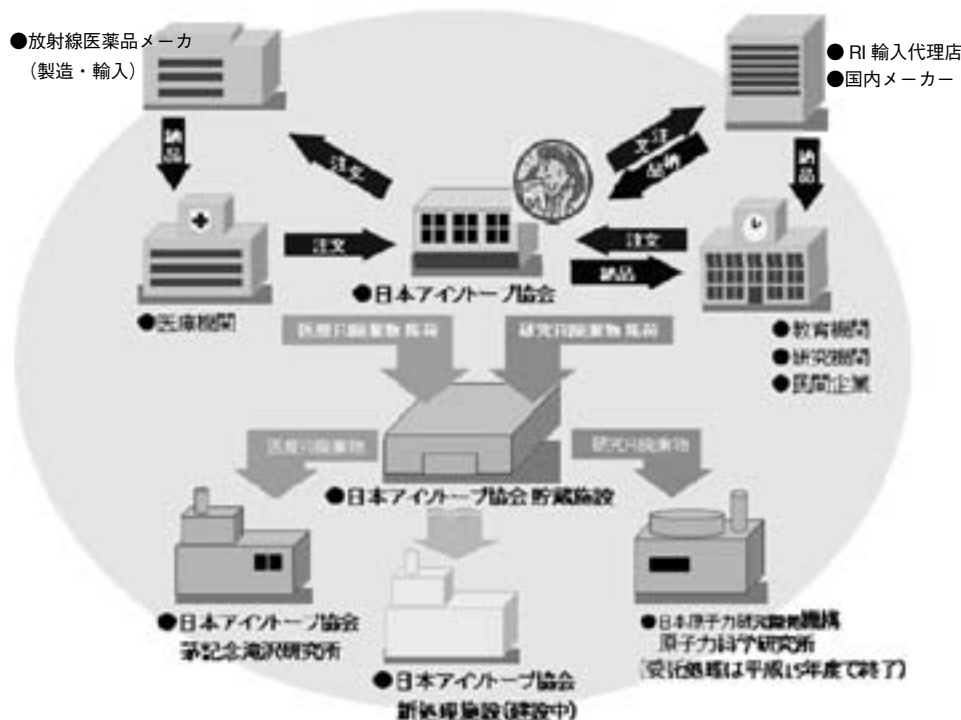 ●放射線医薬品メーカ
（製造・輸入）
● RI 輸入代理店
●国内メーカー
納品
注文
注文
納品
納品
注文
注文
納品
●日本アイソトープ協会
●医療機関
●教育機関
●研究機関
●民間企業
医療RI廃棄物 集荷
研究RI廃棄物 集荷
医療RI廃棄物
研究RI廃棄物
●日本アイソトープ協会 貯蔵施設
●日本アイソトープ協会
茅記念滝沢研究所
●日本アイソトープ協会
新処理施設(建設中)
●日本原子力研究開発機構
原子力科学研究所
(受託処理は平成15年度で終了)